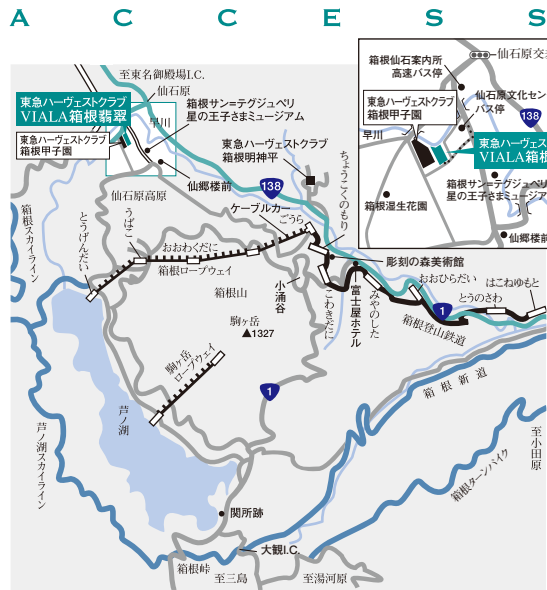 A C C E S S
至東名御殿場I.C.
仙石原
東急ハーヴェストクラブ
VIALA箱根翡翠
東急ハーヴェストクラブ
箱根甲子園
早川
箱根サン=テグジュペリ
星の王子さまミュージアム
仙郷楼前
東急ハーヴェストクラブ
箱根明神平
138
仙石原高原
ケーブルカー
ごうら
ちょうこくのもり
うばこ
とうげんだい
おおわくだに
箱根ロープウェイ
箱根スカイライン
箱根山
小涌谷
こわきだに
富士屋ホテル
みやのした
彫刻の森美術館
おおひらだい
とうのさわ
はこねゆもと
箱根登山鉄道
1
駒ヶ岳
▲1327
駒ヶ岳
ロープウェイ
1
芦ノ湖
芦ノ湖スカイライン
箱根新道
箱根ターンパイク
至小田原
関所跡
大観I.C.
箱根峠
至三島
至湯河原
仙石原交
箱根仙石案内所
高速バス停
仙石原文化セン
バス停
東急ハーヴェストクラブ
箱根甲子園
138
早川
東急ハーヴェ
VIALA箱根
箱根湿生花園
箱根サン=テグジュペリ
星の王子さまミュージア
仙郷楼前